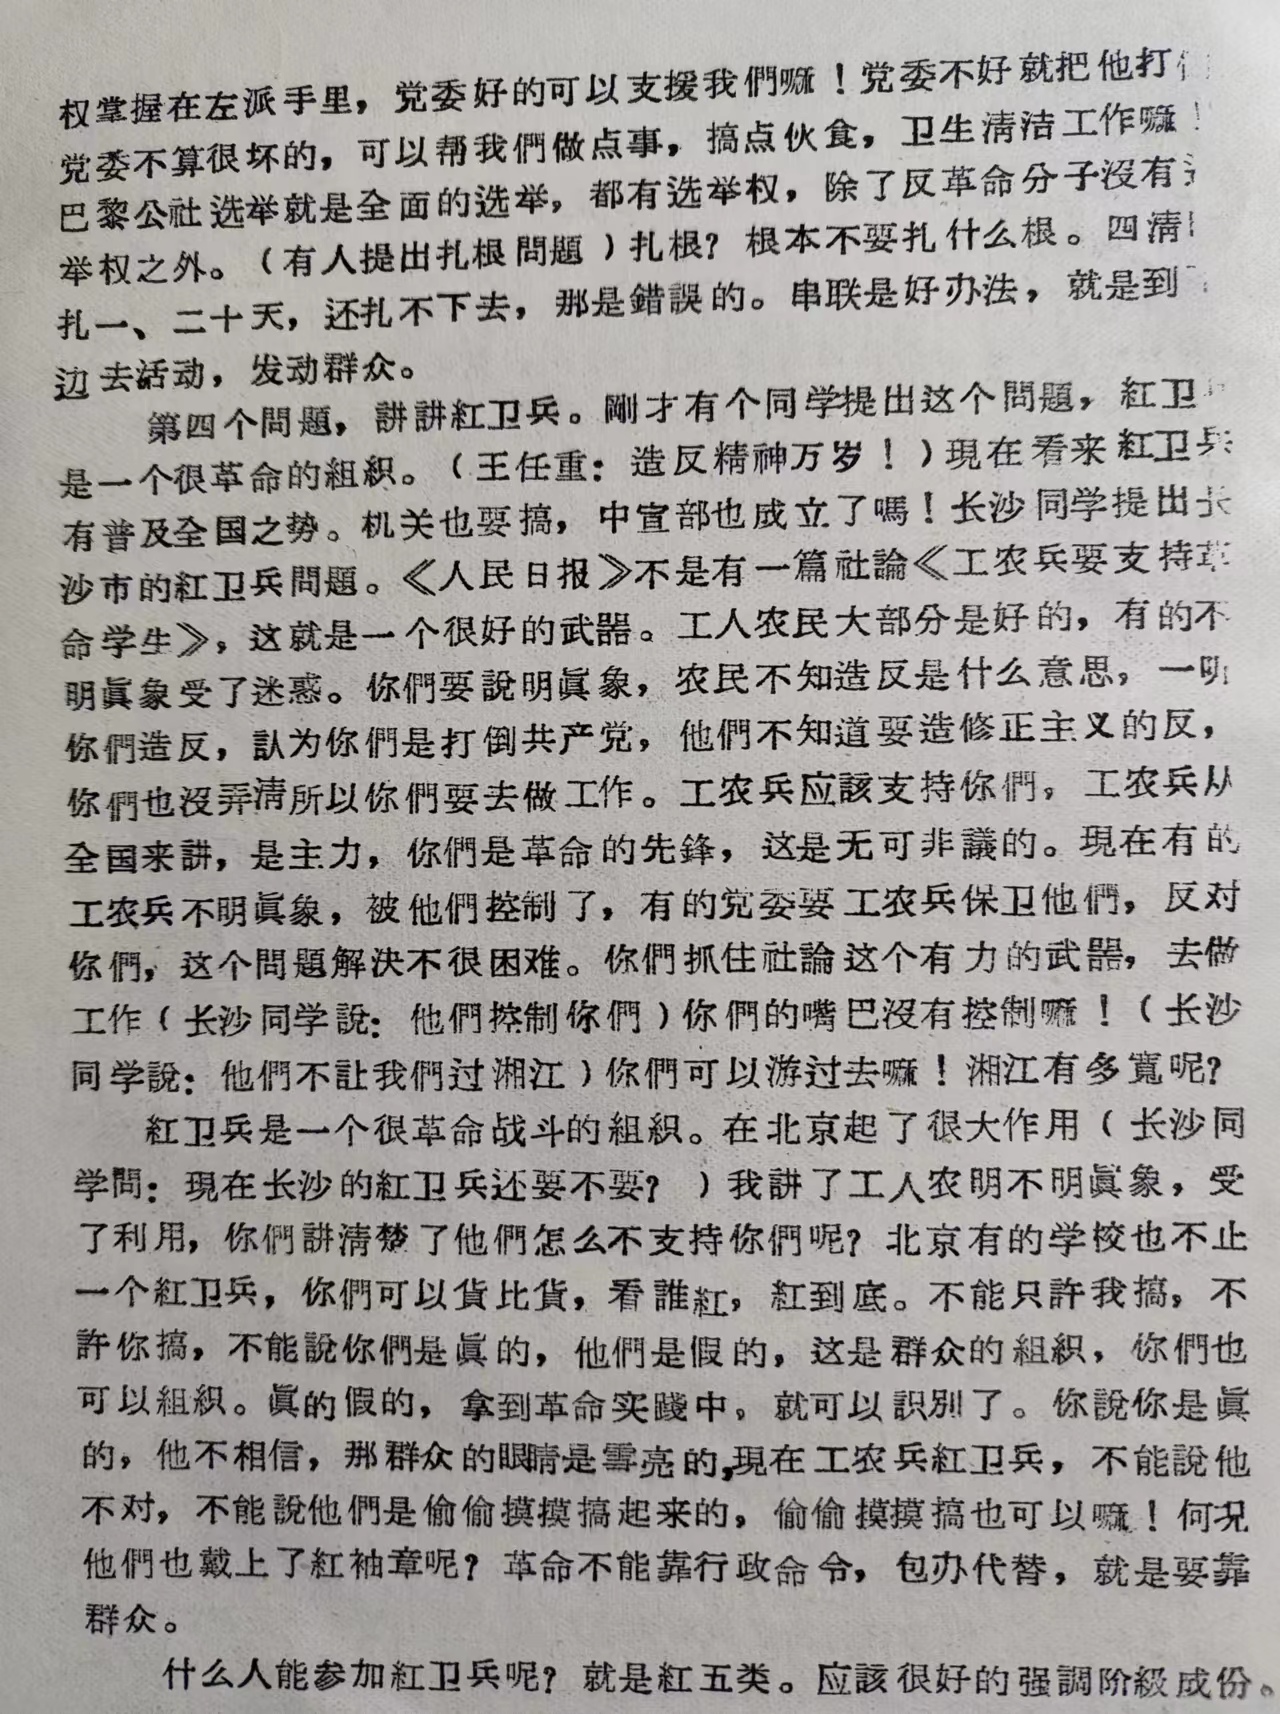 权掌握在左派手里，党委好的可以支援我們嘛！党委不好就把他打
党委不算很坏的，可以帮我們做点事，搞点伙食，卫生清洁工作嘛！
巴黎公社选举就是全面的选举，都有选举权，除了反革命分子沒有
举权之外。（有人提出扎根問題）扎根？根本不要扎什么根。四清
扎一、二十天，还扎不下去，那是錯誤的。串联是好办法，就是到
边去活动，发动群众。
第四个問題，講講紅卫兵。剛才有个同学提出这个問題，紅卫
是一个很革命的組織。（王任重：造反精神万岁！）現在看来紅卫兵
有普及全国之势。机关也要搞，中宣部也成立了嗎！长沙同学提出长
沙市的紅卫兵問題。《人民日报》不是有一篇社論《工农兵要支持革
命学生》，这就是一个很好的武器。工人农民大部分是好的，有的不
明眞象受了迷惑。你們要說明眞象，农民不知造反是什么意思，一听
你們造反，認为你們是打倒共产党，他們不知道要造修正主义的反，
你們也沒弄清所以你們要去做工作。工农兵应該支持你們，工农兵从
全国来講，是主力，你們是革命的先鋒，这是无可非議的。現在有的
工农兵不明眞象，被他們控制了，有的党委要工农兵保卫他們，反对
你們，这个問題解决不很困难。你們抓住社論这个有力的武器，去做
工作（长沙同学說：他們控制你們）你們的嘴巴沒有控制嘛！（长沙
同学說：他們不让我們过湘江）你們可以游过去嘛！湘江有多寬呢？
紅卫兵是一个很革命战斗的組織。在北京起了很大作用（长沙同
学問：現在长沙的紅卫兵还要不要？）我講了工人农明不明眞象，受
了利用，你們講清楚了他們怎么不支持你們呢？北京有的学校也不止
一个紅卫兵，你們可以貨比貨，看誰紅，紅到底。不能只許我搞，不
許你搞，不能說你們是眞的，他們是假的，这是群众的組織，你們也
可以組織。眞的假的，拿到革命实踐中，就可以識别了。你說你是眞
的，他不相信，那群众的眼睛是雪亮的，現在工农兵紅卫兵，不能說他
不对，不能說他們是偷偷摸摸搞起来的，偷偷摸摸搞也可以嘛！何况
他們也戴上了紅袖章呢？革命不能靠行政命令，包办代替，就是要靠
群众。
什么人能参加紅卫兵呢？就是紅五类。应該很好的强調阶級成份。